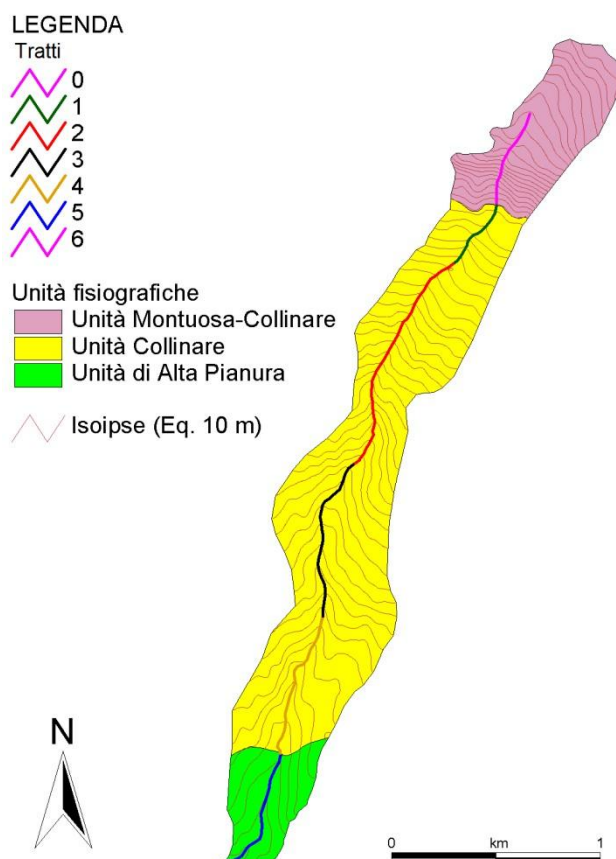 LEGENDA
Tratti
0
1
2
3
4
5
6
Unità fisiografiche
Unità Montuosa-Collinare
Unità Collinare
Unità di Alta Pianura
Isoipse (Eq. 10 m)
N
0 km 1